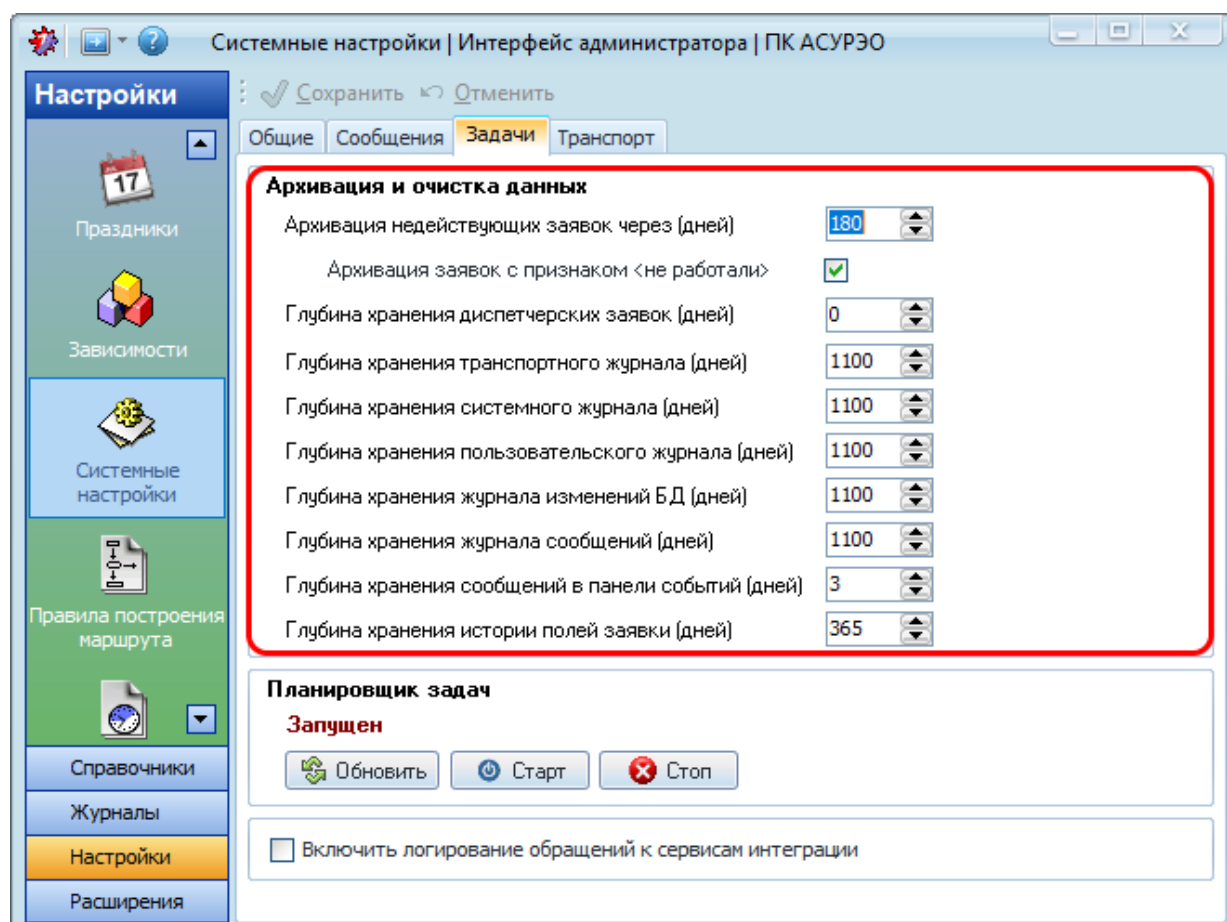 Системные настройки | Интерфейс администратора | ПК АСУРЭО
Настройки
Сохранить Отменить
Общие Сообщения Задачи Транспорт
17
Праздники
Зависимости
Системные
настройки
Правила построения
маршрута
Справочники
Журналы
Настройки
Расширения
Архивация и очистка данных
Архивация недействующих заявок через (дней) 180
Архивация заявок с признаком <не работали>
Глубина хранения диспетчерских заявок (дней) 0
Глубина хранения транспортного журнала (дней) 1100
Глубина хранения системного журнала (дней) 1100
Глубина хранения пользовательского журнала (дней) 1100
Глубина хранения журнала изменений БД (дней) 1100
Глубина хранения журнала сообщений (дней) 1100
Глубина хранения сообщений в панели событий (дней) 3
Глубина хранения истории полей заявки (дней) 365
Планировщик задач
Запущен
Обновить Старт Стоп
Включить логирование обращений к сервисам интеграции